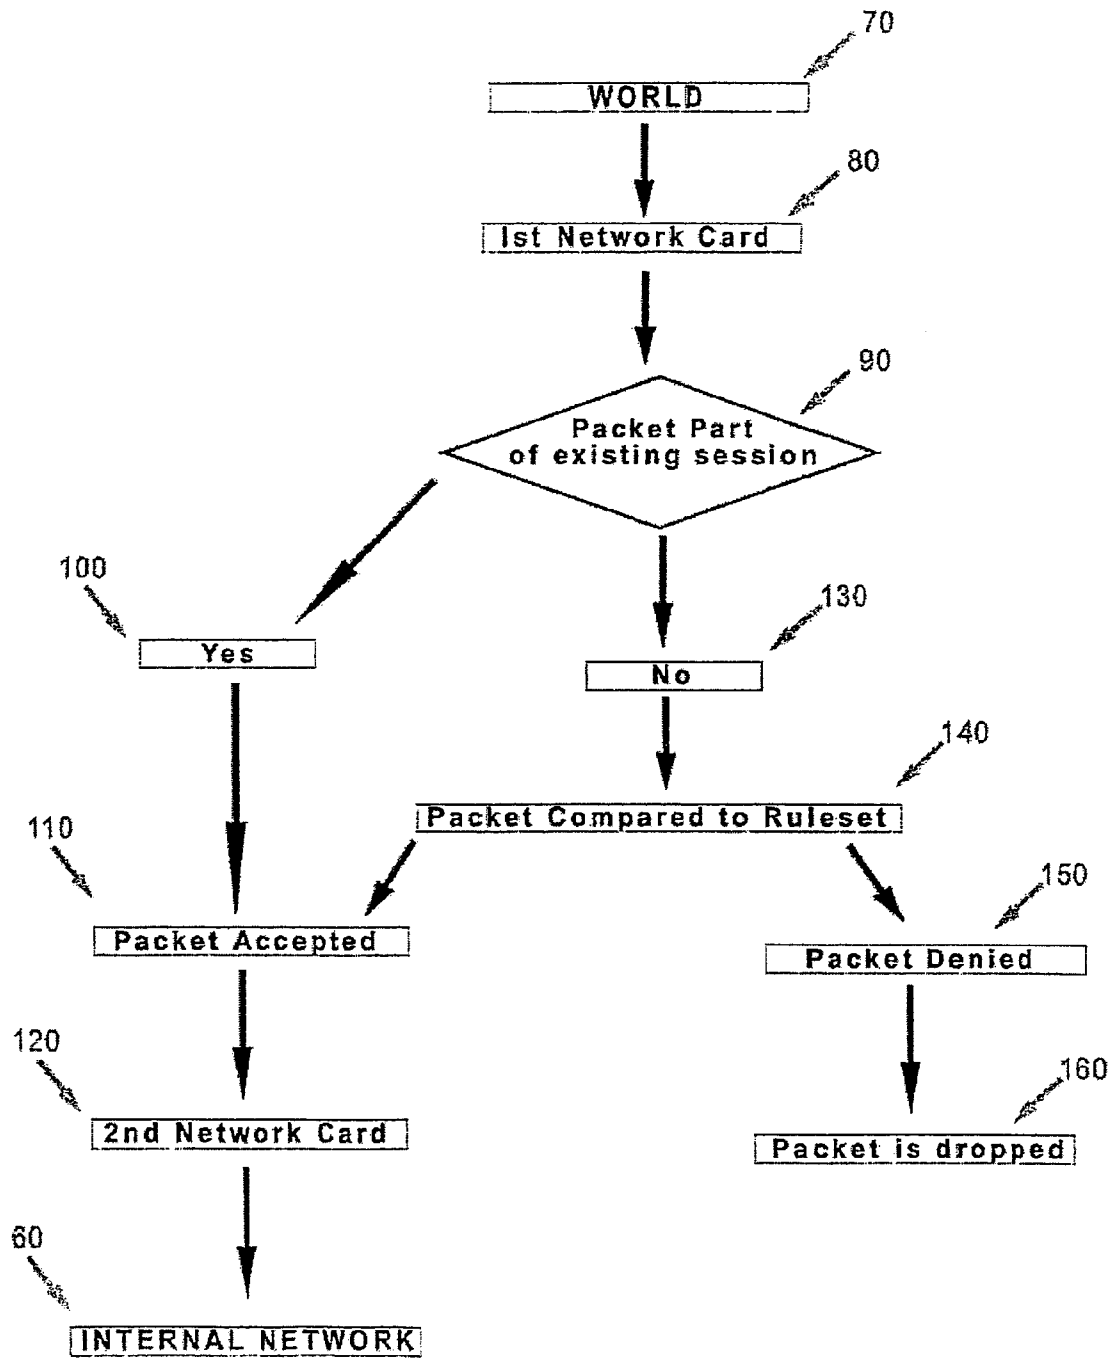 70
WORLD
80
Ist Network Card
90
Packet Part
of existing session
100
130
Yes
No
140
Packet Compared to Ruleset
110
150
Packet Accepted
Packet Denied
120
160
2nd Network Card
Packet is dropped
60
INTERNAL NETWORK